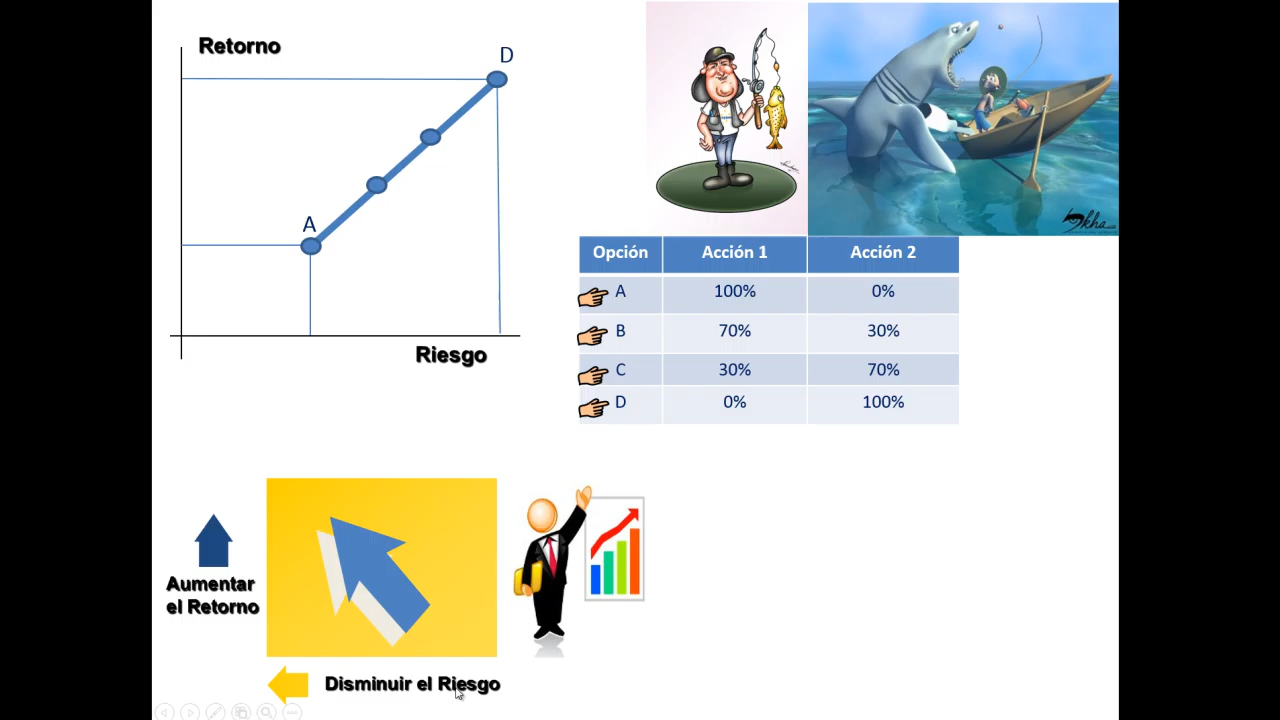 Retorno
D
A
Riesgo
Opción Acción 1 Acción 2
A 100% 0%
B 70% 30%
C 30% 70%
D 0% 100%
Aumentar
el Retorno
Disminuir el Riesgo